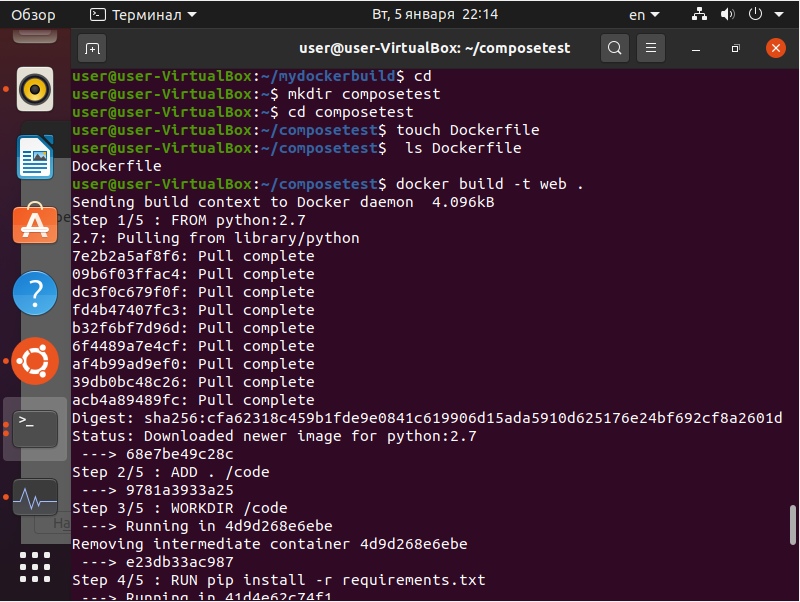 Обзор Терминал Вт, 5 января 22:14 en
user@user-VirtualBox: ~/composetest
user@user-VirtualBox:~/mydockerbuild$ cd
user@user-VirtualBox:~$ mkdir composetest
user@user-VirtualBox:~$ cd composetest
user@user-VirtualBox:~/composetest$ touch Dockerfile
user@user-VirtualBox:~/composetest$  ls Dockerfile
Dockerfile
user@user-VirtualBox:~/composetest$ docker build -t web .
Sending build context to Docker daemon  4.096kB
Step 1/5 : FROM python:2.7
2.7: Pulling from library/python
7e2b2a5af8f6: Pull complete
09b6f03ffac4: Pull complete
dc3f0c679f0f: Pull complete
fd4b47407fc3: Pull complete
b32f6bf7d96d: Pull complete
6f4489a7e4cf: Pull complete
af4b99ad9ef0: Pull complete
39db0bc48c26: Pull complete
acb4a89489fc: Pull complete
Digest: sha256:cfa62318c459b1fde9e0841c619906d15ada5910d625176e24bf692cf8a2601d
Status: Downloaded newer image for python:2.7
 ---> 68e7be49c28c
Step 2/5 : ADD . /code
 ---> 9781a3933a25
Step 3/5 : WORKDIR /code
 ---> Running in 4d9d268e6ebe
Removing intermediate container 4d9d268e6ebe
 ---> e23db33ac987
Step 4/5 : RUN pip install -r requirements.txt
 ---> Running in 41d4e62c74f1